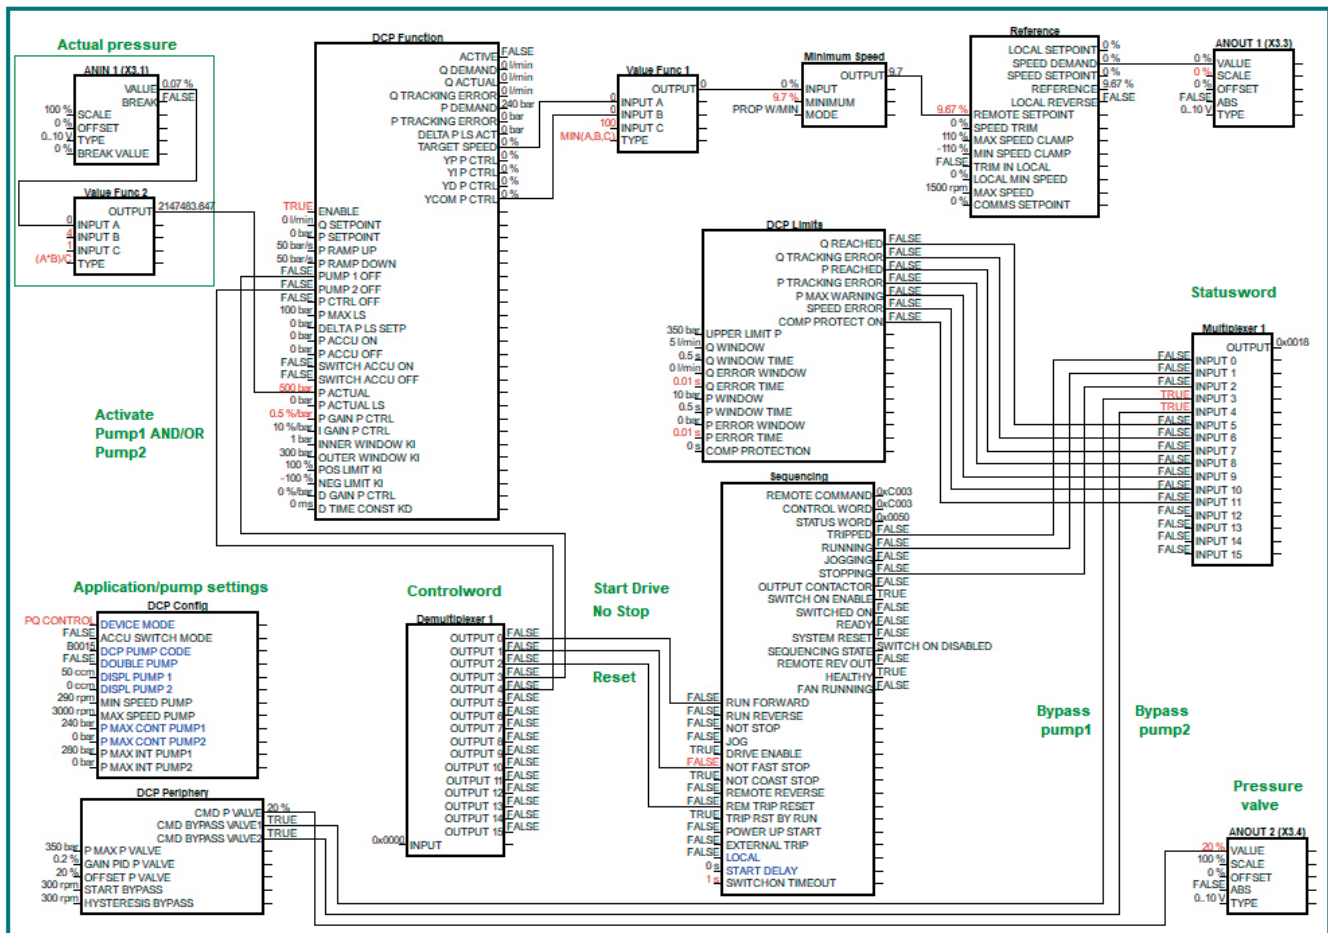 Actual pressure
ANIN 1 (X3.1)
VALUE 0.07 %
BREAK FALSE
100 % SCALE
0 % OFFSET
0..10 V TYPE
0 % BREAK VALUE
Value Func 2
OUTPUT 2147483.647
0 INPUT A
4 INPUT B
1 INPUT C
(A*B)/C TYPE
DCP Function
ACTIVE FALSE
Q DEMAND 0 l/min
Q ACTUAL 0 l/min
Q TRACKING ERROR 0 l/min
P DEMAND 240 bar
P TRACKING ERROR 0 bar
DELTA P LS ACT 0 bar
TARGET SPEED 0 %
YP P CTRL 0 %
YI P CTRL 0 %
YD P CTRL 0 %
YCOM P CTRL 0 %
TRUE ENABLE
0 l/min Q SETPOINT
0 bar P SETPOINT
50 bar/s P RAMP UP
50 bar/s P RAMP DOWN
FALSE PUMP 1 OFF
FALSE PUMP 2 OFF
FALSE P CTRL OFF
100 bar P MAX LS
0 bar DELTA P LS SETP
0 bar P ACCU ON
0 bar P ACCU OFF
FALSE SWITCH ACCU ON
FALSE SWITCH ACCU OFF
500 bar P ACTUAL
0 bar P ACTUAL LS
0.5 %/bar P GAIN P CTRL
10 %/bar I GAIN P CTRL
1 bar INNER WINDOW KI
300 bar OUTER WINDOW KI
100 % POS LIMIT KI
-100 % NEG LIMIT KI
0 %/bar D GAIN P CTRL
0 ms D TIME CONST KD
Value Func 1
OUTPUT 0
0 INPUT A
0 INPUT B
100 INPUT C
MIN(A,B,C) TYPE
Minimum Speed
OUTPUT 9.7
0 % INPUT
9.7 % MINIMUM
PROP W/MIN MODE
Reference
LOCAL SETPOINT 0 %
SPEED DEMAND 0 %
SPEED SETPOINT 0 %
REFERENCE 9.67 %
LOCAL REVERSE FALSE
9.67 % REMOTE SETPOINT
0 % SPEED TRIM
110 % MAX SPEED CLAMP
-110 % MIN SPEED CLAMP
FALSE TRIM IN LOCAL
0 % LOCAL MIN SPEED
1500 rpm MAX SPEED
0 % COMMS SETPOINT
ANOUT 1 (X3.3)
0 % VALUE
0 % SCALE
0 % OFFSET
FALSE ABS
0..10 V TYPE
DCP Limits
Q REACHED FALSE
Q TRACKING ERROR FALSE
P REACHED FALSE
P TRACKING ERROR FALSE
P MAX WARNING FALSE
SPEED ERROR FALSE
COMP PROTECT ON FALSE
350 bar UPPER LIMIT P
5 l/min Q WINDOW
0.5 s Q WINDOW TIME
0 l/min Q ERROR WINDOW
0.01 s Q ERROR TIME
10 bar P WINDOW
0.5 s P WINDOW TIME
0 bar P ERROR WINDOW
0.01 s P ERROR TIME
0 s COMP PROTECTION
Statusword
Multiplexer 1
OUTPUT 0x0018
FALSE INPUT 0
FALSE INPUT 1
FALSE INPUT 2
TRUE INPUT 3
TRUE INPUT 4
FALSE INPUT 5
FALSE INPUT 6
FALSE INPUT 7
FALSE INPUT 8
FALSE INPUT 9
FALSE INPUT 10
FALSE INPUT 11
FALSE INPUT 12
FALSE INPUT 13
FALSE INPUT 14
FALSE INPUT 15
Activate
Pump1 AND/OR
Pump2
Sequencing
REMOTE COMMAND 0xC003
CONTROL WORD 0xC003
STATUS WORD 0x0050
TRIPPED FALSE
RUNNING FALSE
JOGGING FALSE
STOPPING FALSE
OUTPUT CONTACTOR FALSE
SWITCH ON ENABLE TRUE
SWITCHED ON FALSE
READY FALSE
SYSTEM RESET FALSE
SEQUENCING STATE SWITCH ON DISABLED
REMOTE REV OUT FALSE
HEALTHY TRUE
FAN RUNNING FALSE
FALSE RUN FORWARD
FALSE RUN REVERSE
FALSE NOT STOP
FALSE JOG
TRUE DRIVE ENABLE
FALSE NOT FAST STOP
TRUE NOT COAST STOP
FALSE REMOTE REVERSE
FALSE REM TRIP RESET
TRUE TRIP RST BY RUN
FALSE POWER UP START
FALSE EXTERNAL TRIP
FALSE LOCAL
0 s START DELAY
1 s SWITCHON TIMEOUT
Application/pump settings
DCP Config
PQ CONTROL DEVICE MODE
FALSE ACCU SWITCH MODE
B0015 DCP PUMP CODE
FALSE DOUBLE PUMP
50 ccm DISPL PUMP 1
0 ccm DISPL PUMP 2
290 rpm MIN SPEED PUMP
3000 rpm MAX SPEED PUMP
240 bar P MAX CONT PUMP1
0 bar P MAX CONT PUMP2
280 bar P MAX INT PUMP1
0 bar P MAX INT PUMP2
Controlword
Demultiplexer 1
OUTPUT 0 FALSE
OUTPUT 1 FALSE
OUTPUT 2 FALSE
OUTPUT 3 FALSE
OUTPUT 4 FALSE
OUTPUT 5 FALSE
OUTPUT 6 FALSE
OUTPUT 7 FALSE
OUTPUT 8 FALSE
OUTPUT 9 FALSE
OUTPUT 10 FALSE
OUTPUT 11 FALSE
OUTPUT 12 FALSE
OUTPUT 13 FALSE
OUTPUT 14 FALSE
OUTPUT 15 FALSE
0x0000 INPUT
Start Drive
No Stop
Reset
DCP Periphery
CMD P VALVE 20 %
CMD BYPASS VALVE1 TRUE
CMD BYPASS VALVE2 TRUE
350 bar P MAX P VALVE
0.2 % GAIN PID P VALVE
20 % OFFSET P VALVE
300 rpm START BYPASS
300 rpm HYSTERESIS BYPASS
Bypass
pump1
Bypass
pump2
Pressure
valve
ANOUT 2 (X3.4)
20 % VALUE
100 % SCALE
0 % OFFSET
FALSE ABS
0..10 V TYPE